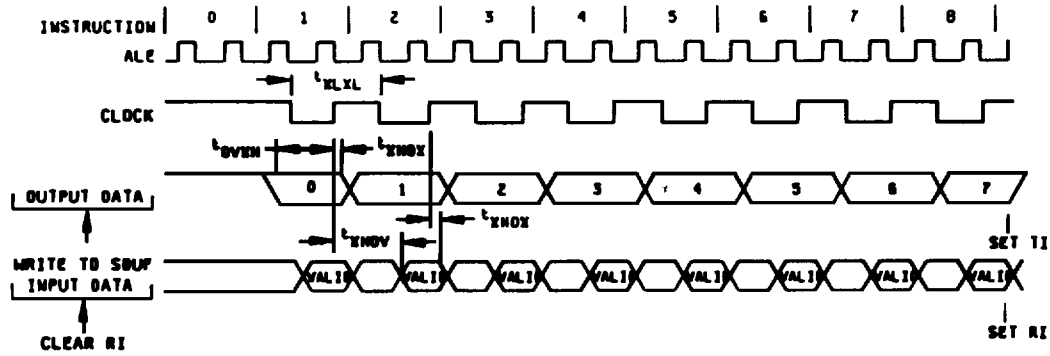 INSTRUCTION 0 1 2 3 4 5 6 7 8
ALE
tXLXL
CLOCK
tQVXH tXHQX
OUTPUT DATA 0 1 2 3 4 5 6 7
tXHDX
tXHDV
SET TI
WRITE TO SBUF
INPUT DATA VALID VALID VALID VALID VALID VALID VALID VALID
SET RI
CLEAR RI